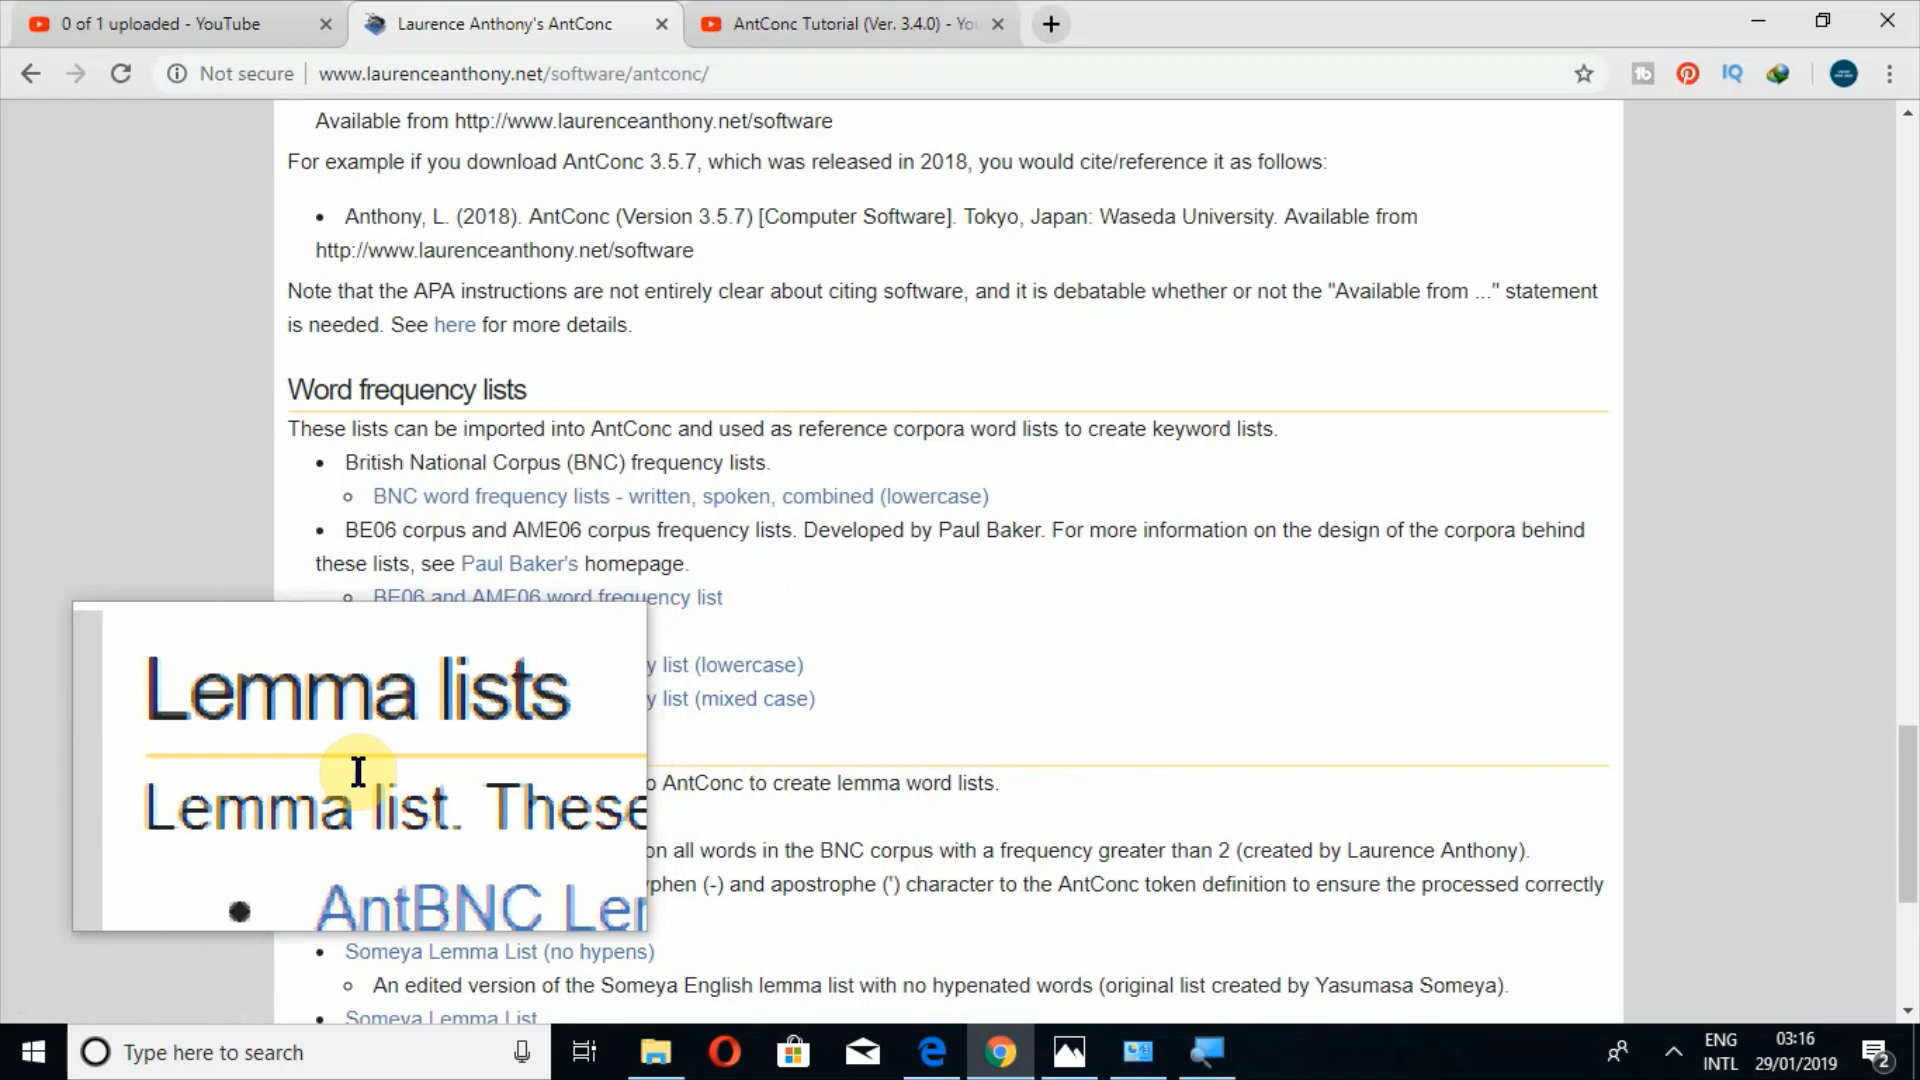 0 of 1 uploaded - YouTube
Laurence Anthony's AntConc
AntConc Tutorial (Ver. 3.4.0) - Yo
Not secure
www.laurenceanthony.net/software/antconc/
Available from http://www.laurenceanthony.net/software
For example if you download AntConc 3.5.7, which was released in 2018, you would cite/reference it as follows:
Anthony, L. (2018). AntConc (Version 3.5.7) [Computer Software]. Tokyo, Japan: Waseda University. Available from
http://www.laurenceanthony.net/software
Note that the APA instructions are not entirely clear about citing software, and it is debatable whether or not the "Available from ..." statement
is needed. See here for more details.
Word frequency lists
These lists can be imported into AntConc and used as reference corpora word lists to create keyword lists.
British National Corpus (BNC) frequency lists.
BNC word frequency lists - written, spoken, combined (lowercase)
BE06 corpus and AME06 corpus frequency lists. Developed by Paul Baker. For more information on the design of the corpora behind
these lists, see Paul Baker's homepage.
BE06 and AME06 word frequency list
y list (lowercase)
y list (mixed case)
Lemma lists
Lemma list. These
AntBNC Ler
o AntConc to create lemma word lists.
on all words in the BNC corpus with a frequency greater than 2 (created by Laurence Anthony).
yphen (-) and apostrophe (') character to the AntConc token definition to ensure the processed correctly
Someya Lemma List (no hypens)
An edited version of the Someya English lemma list with no hypenated words (original list created by Yasumasa Someya).
Someya Lemma List
Type here to search
ENG
INTL
03:16
29/01/2019
2